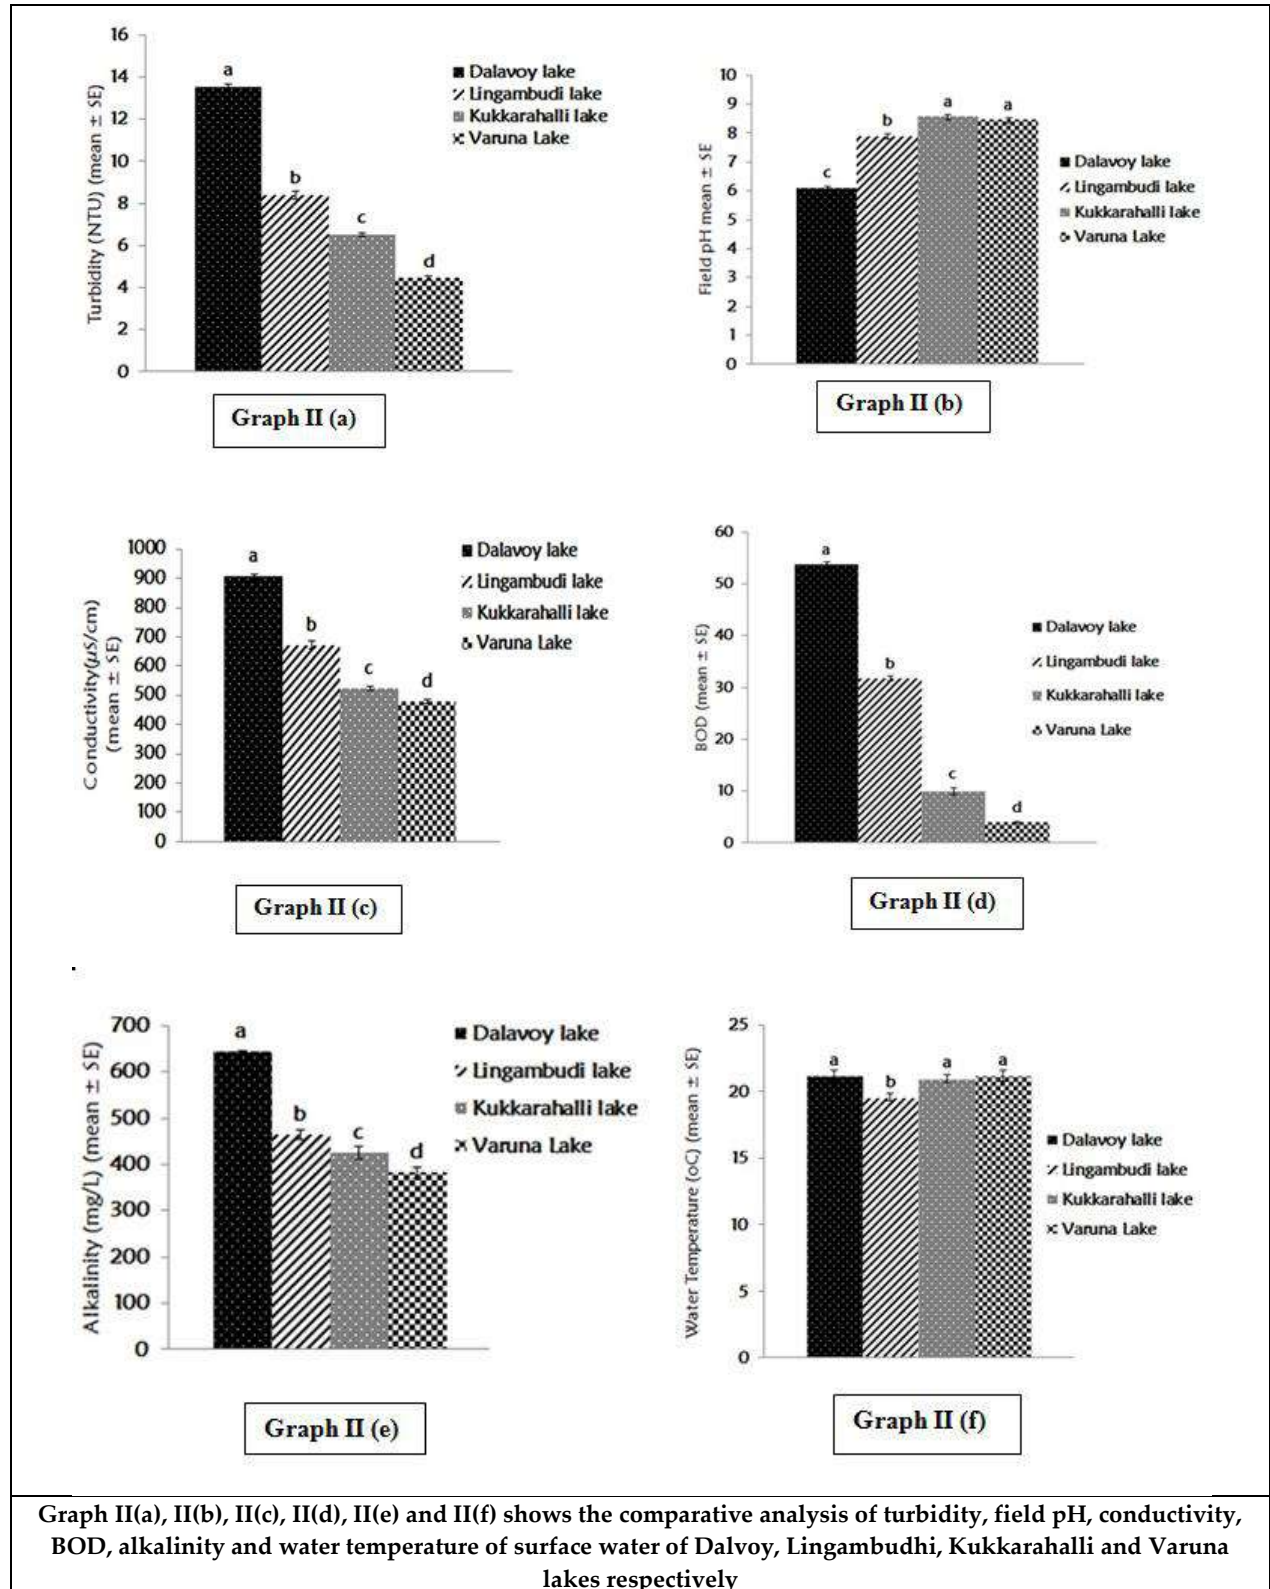 Turbidity (NTU) (mean ± SE)
16
14
12
10
8
6
4
2
0
a
b
c
d
Dalavoy lake
Lingambudi lake
Kukkarahalli lake
Varuna Lake
Graph II (a)
Field pH mean ± SE
10
9
8
7
6
5
4
3
2
1
0
c
b
a
a
Dalavoy lake
Lingambudi lake
Kukkarahalli lake
Varuna Lake
Graph II (b)
Conductivity(µS/cm)
(mean ± SE)
1000
900
800
700
600
500
400
300
200
100
0
a
b
c
d
Dalavoy lake
Lingambudi lake
Kukkarahalli lake
Varuna Lake
Graph II (c)
BOD (mean ± SE)
60
50
40
30
20
10
0
a
b
c
d
Dalavoy lake
Lingambudi lake
Kukkarahalli lake
Varuna Lake
Graph II (d)
Alkalinity (mg/L) (mean ± SE)
700
600
500
400
300
200
100
0
a
b
c
d
Dalavoy lake
Lingambudi lake
Kukkarahalli lake
Varuna Lake
Graph II (e)
Water Temperature (oC) (mean ± SE)
25
20
15
10
5
0
a
b
a
a
Dalavoy lake
Lingambudi lake
Kukkarahalli lake
Varuna Lake
Graph II (f)
Graph II(a), II(b), II(c), II(d), II(e) and II(f) shows the comparative analysis of turbidity, field pH, conductivity,
BOD, alkalinity and water temperature of surface water of Dalvoy, Lingambudhi, Kukkarahalli and Varuna
lakes respectively